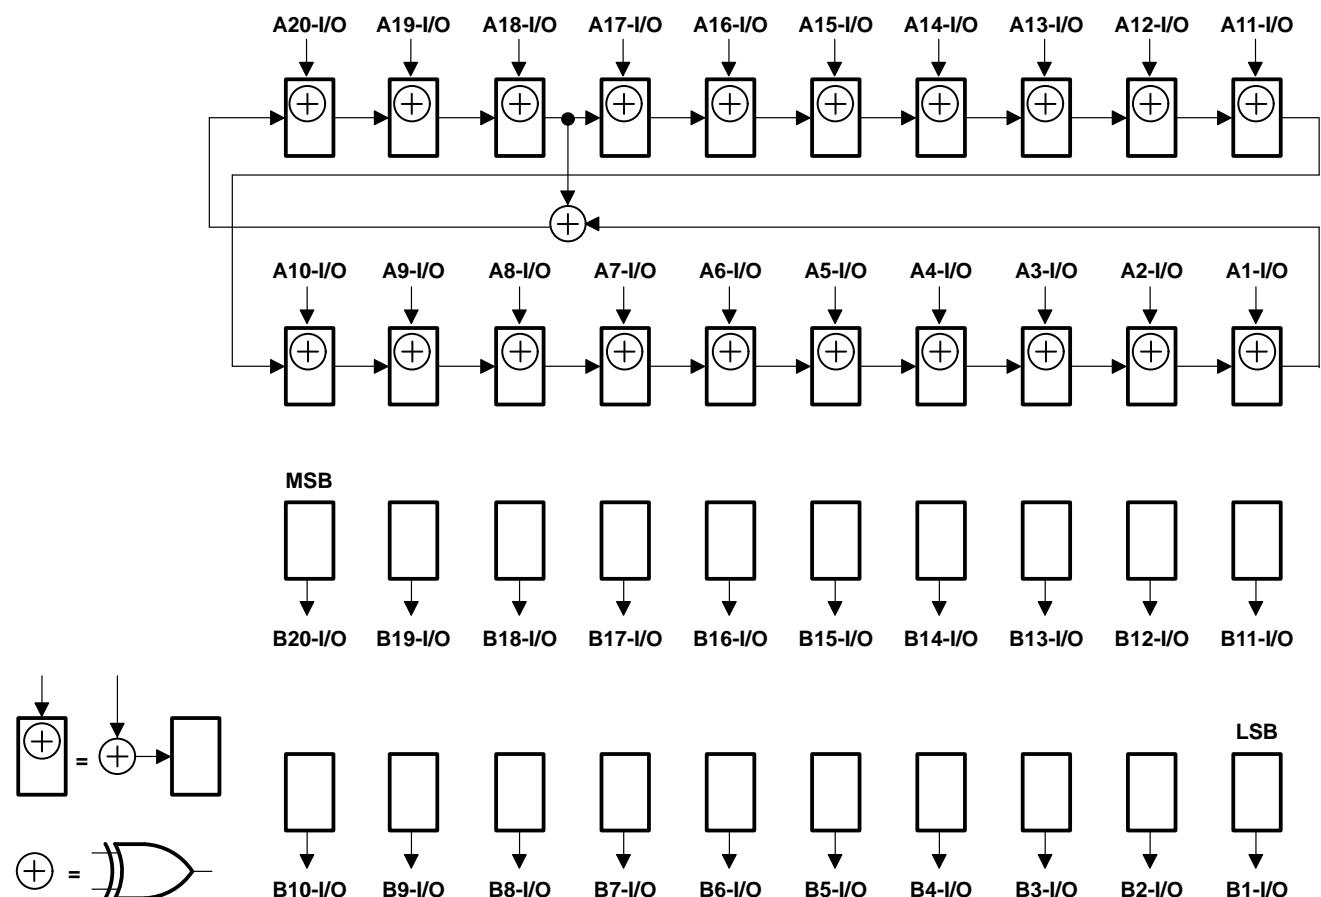 A20-I/O A19-I/O A18-I/O A17-I/O A16-I/O A15-I/O A14-I/O A13-I/O A12-I/O A11-I/O
A10-I/O A9-I/O A8-I/O A7-I/O A6-I/O A5-I/O A4-I/O A3-I/O A2-I/O A1-I/O
MSB
B20-I/O B19-I/O B18-I/O B17-I/O B16-I/O B15-I/O B14-I/O B13-I/O B12-I/O B11-I/O
LSB
=
=
B10-I/O B9-I/O B8-I/O B7-I/O B6-I/O B5-I/O B4-I/O B3-I/O B2-I/O B1-I/O